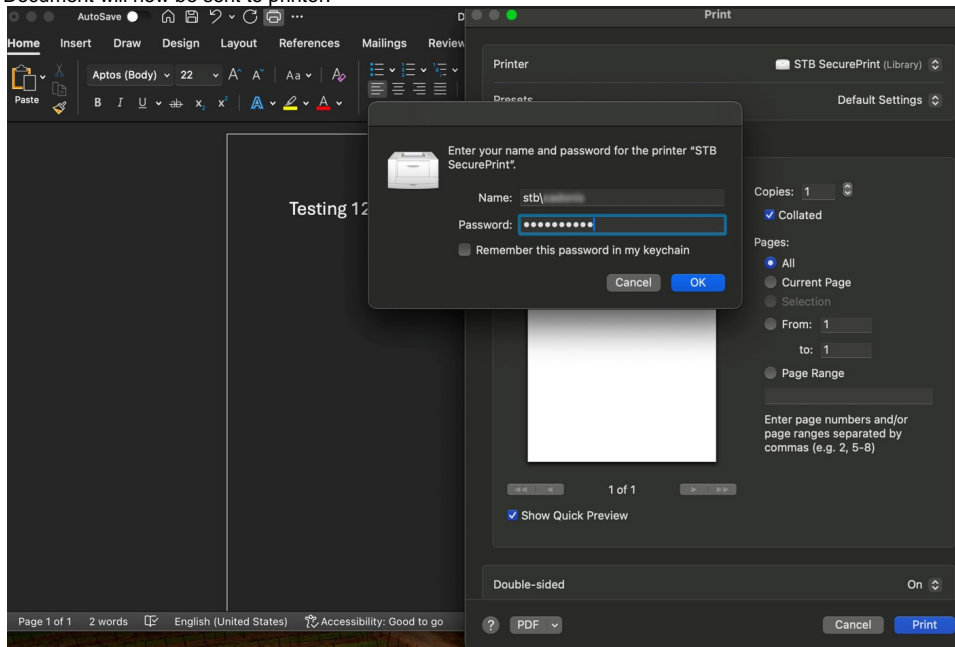 Document will now be sent to printer.
AutoSave
Home Insert Draw Design Layout References Mailings Review
Paste
Aptos (Body) 22 A^ A˅ Aa A
B I U ab x₂ x² A A
Testing 12
Page 1 of 1 2 words English (United States) Accessibility: Good to go
Print
Printer STB SecurePrint (Library)
Presets Default Settings
Enter your name and password for the printer “STB
SecurePrint”.
Name: stb\
Password: ••••••••••
Remember this password in my keychain
Cancel OK
Copies: 1
Collated
Pages:
All
Current Page
Selection
From: 1
to: 1
Page Range
Enter page numbers and/or
page ranges separated by
commas (e.g. 2, 5-8)
1 of 1
Show Quick Preview
Double-sided On
? PDF Cancel Print